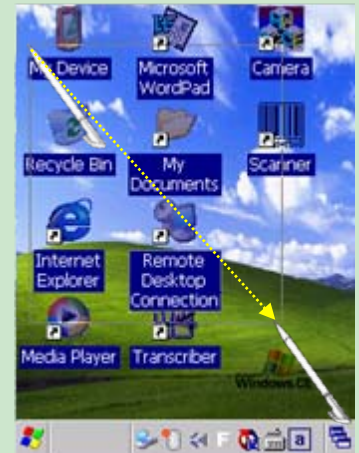 My Device
Microsoft
WordPad
Camera
Recycle Bin
My
Documents
Scanner
Internet
Explorer
Remote
Desktop
Connection
Media Player
Transcriber
Windows CE
F
a